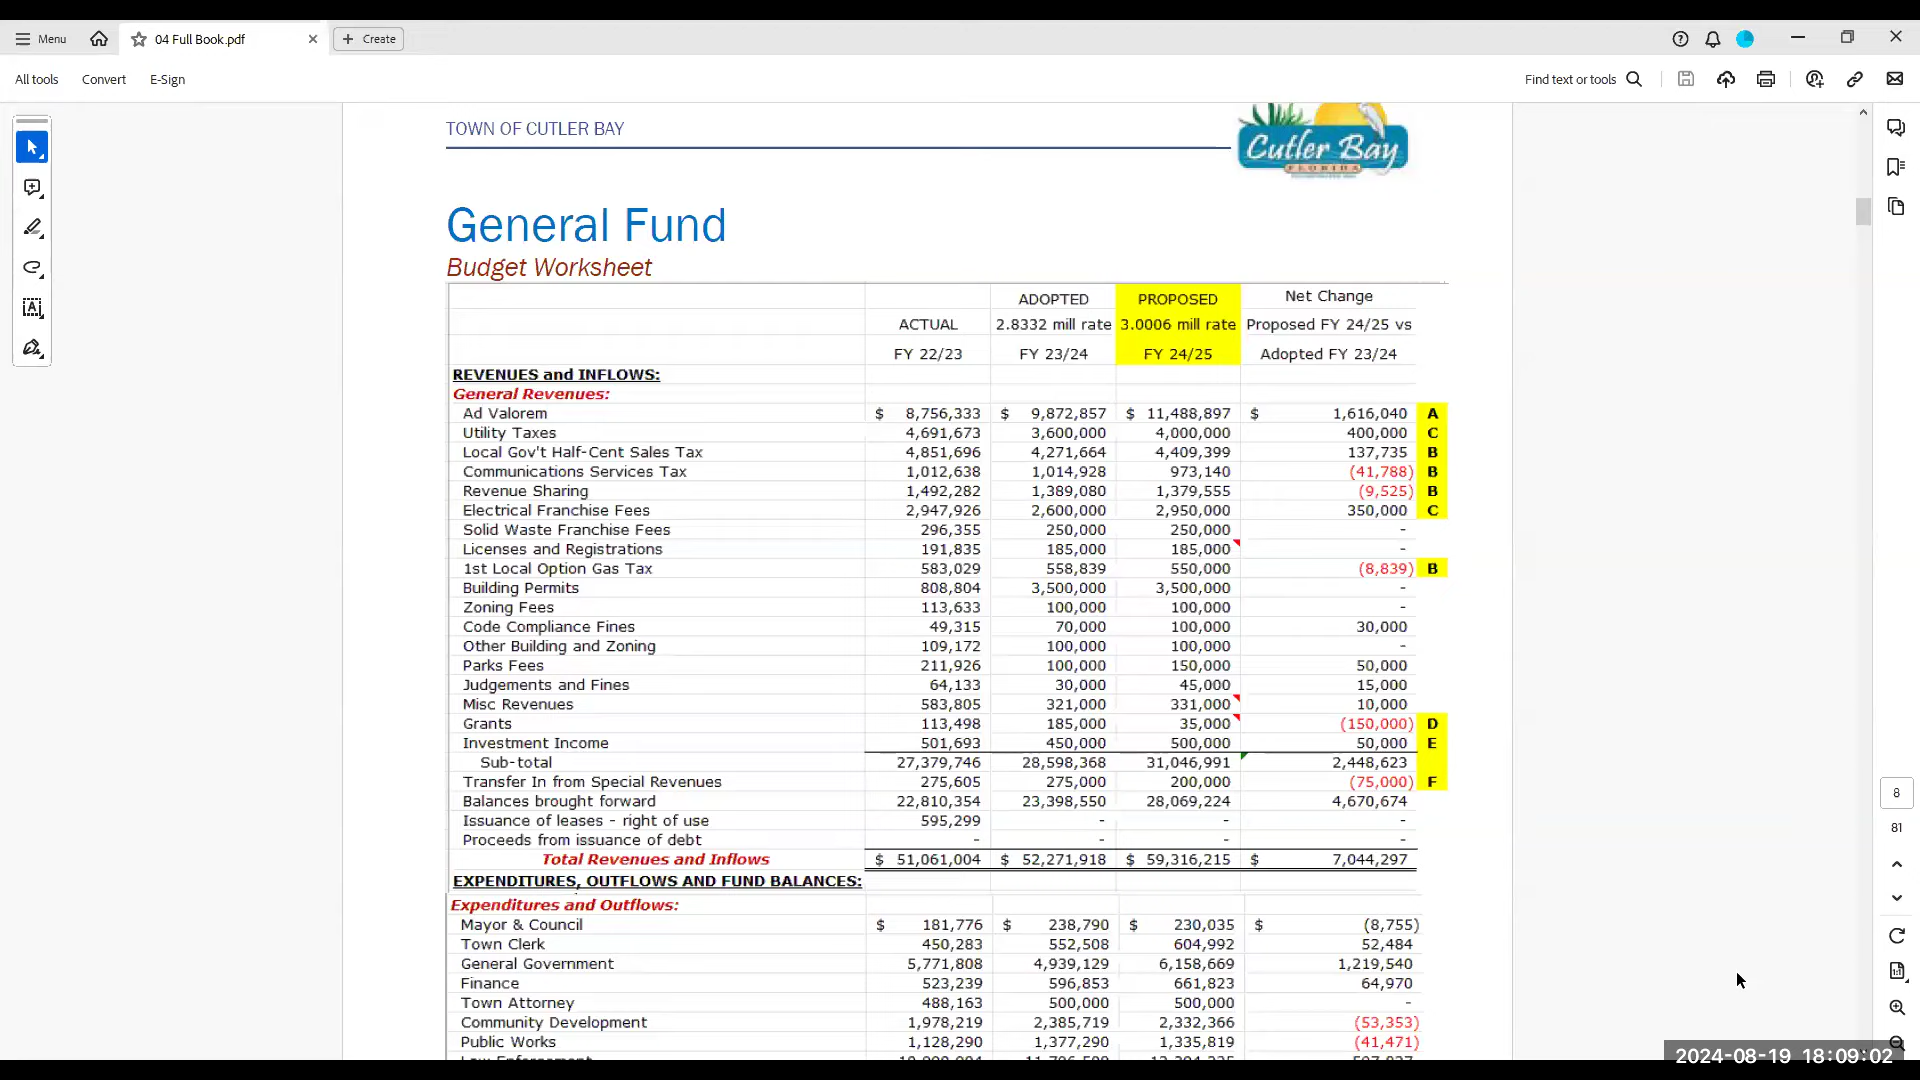 Menu
04 Full Book.pdf
+ Create
All tools
Convert
E-Sign
Find text or tools
TOWN OF CUTLER BAY
Cutler Bay
FLORIDA
General Fund
Budget Worksheet
ADOPTED PROPOSED Net Change
ACTUAL 2.8332 mill rate 3.0006 mill rate Proposed FY 24/25 vs
FY 22/23 FY 23/24 FY 24/25 Adopted FY 23/24
REVENUES and INFLOWS:
General Revenues:
Ad Valorem $ 8,756,333 $ 9,872,857 $ 11,488,897 $ 1,616,040 A
Utility Taxes 4,691,673 3,600,000 4,000,000 400,000 C
Local Gov't Half-Cent Sales Tax 4,851,696 4,271,664 4,409,399 137,735 B
Communications Services Tax 1,012,638 1,014,928 973,140 (41,788) B
Revenue Sharing 1,492,282 1,389,080 1,379,555 (9,525) B
Electrical Franchise Fees 2,947,926 2,600,000 2,950,000 350,000 C
Solid Waste Franchise Fees 296,355 250,000 250,000 -
Licenses and Registrations 191,835 185,000 185,000 -
1st Local Option Gas Tax 583,029 558,839 550,000 (8,839) B
Building Permits 808,804 3,500,000 3,500,000 -
Zoning Fees 113,633 100,000 100,000 -
Code Compliance Fines 49,315 70,000 100,000 30,000
Other Building and Zoning 109,172 100,000 100,000 -
Parks Fees 211,926 100,000 150,000 50,000
Judgements and Fines 64,133 30,000 45,000 15,000
Misc Revenues 583,805 321,000 331,000 10,000
Grants 113,498 185,000 35,000 (150,000) D
Investment Income 501,693 450,000 500,000 50,000 E
Sub-total 27,379,746 28,598,368 31,046,991 2,448,623
Transfer In from Special Revenues 275,605 275,000 200,000 (75,000) F
Balances brought forward 22,810,354 23,398,550 28,069,224 4,670,674
Issuance of leases - right of use 595,299 - - -
Proceeds from issuance of debt - - - -
Total Revenues and Inflows $ 51,061,004 $ 52,271,918 $ 59,316,215 $ 7,044,297
EXPENDITURES, OUTFLOWS AND FUND BALANCES:
Expenditures and Outflows:
Mayor & Council $ 181,776 $ 238,790 $ 230,035 $ (8,755)
Town Clerk 450,283 552,508 604,992 52,484
General Government 5,771,808 4,939,129 6,158,669 1,219,540
Finance 523,239 596,853 661,823 64,970
Town Attorney 488,163 500,000 500,000 -
Community Development 1,978,219 2,385,719 2,332,366 (53,353)
Public Works 1,128,290 1,377,290 1,335,819 (41,471)
8
81
2024-08-19 18:09:02